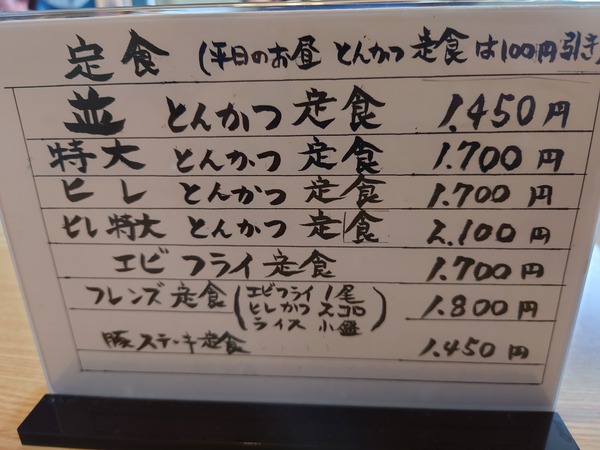 定食 (平日のお昼 とんかつ定食は100円引き)
並 とんかつ 定食 1.450円
特大 とんかつ 定食 1.700円
ヒレ とんかつ 定食 1.700円
ヒレ特大 とんかつ 定食 2.100円
エビフライ定食 1.700円
フレンズ定食 (エビフライ 1尾 1.800円
ヒレかつ 2コロ
ライス 小盛)
豚ステーキ定食 1.450円